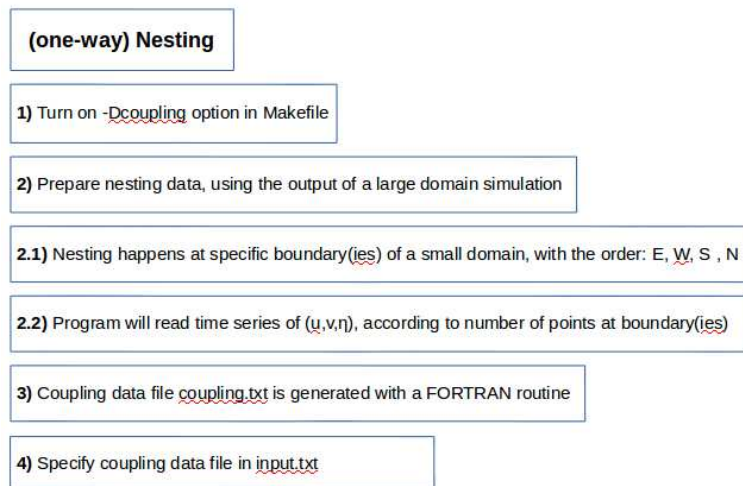 (one-way) Nesting
1) Turn on -Dcoupling option in Makefile
2) Prepare nesting data, using the output of a large domain simulation
2.1) Nesting happens at specific boundary(ies) of a small domain, with the order: E, W, S , N
2.2) Program will read time series of (u,v,η), according to number of points at boundary(ies)
3) Coupling data file coupling.txt is generated with a FORTRAN routine
4) Specify coupling data file in input.txt